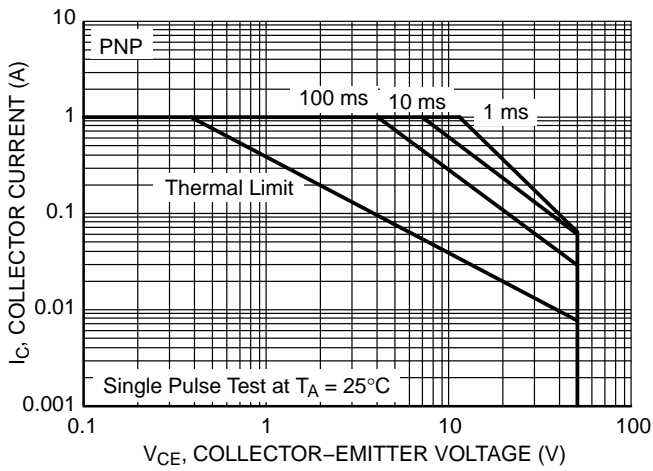 10
PNP
1
100 ms
10 ms
1 ms
Thermal Limit
0.1
0.01
Single Pulse Test at TA = 25°C
0.001
0.1
1
10
100
IC, COLLECTOR CURRENT (A)
VCE, COLLECTOR−EMITTER VOLTAGE (V)